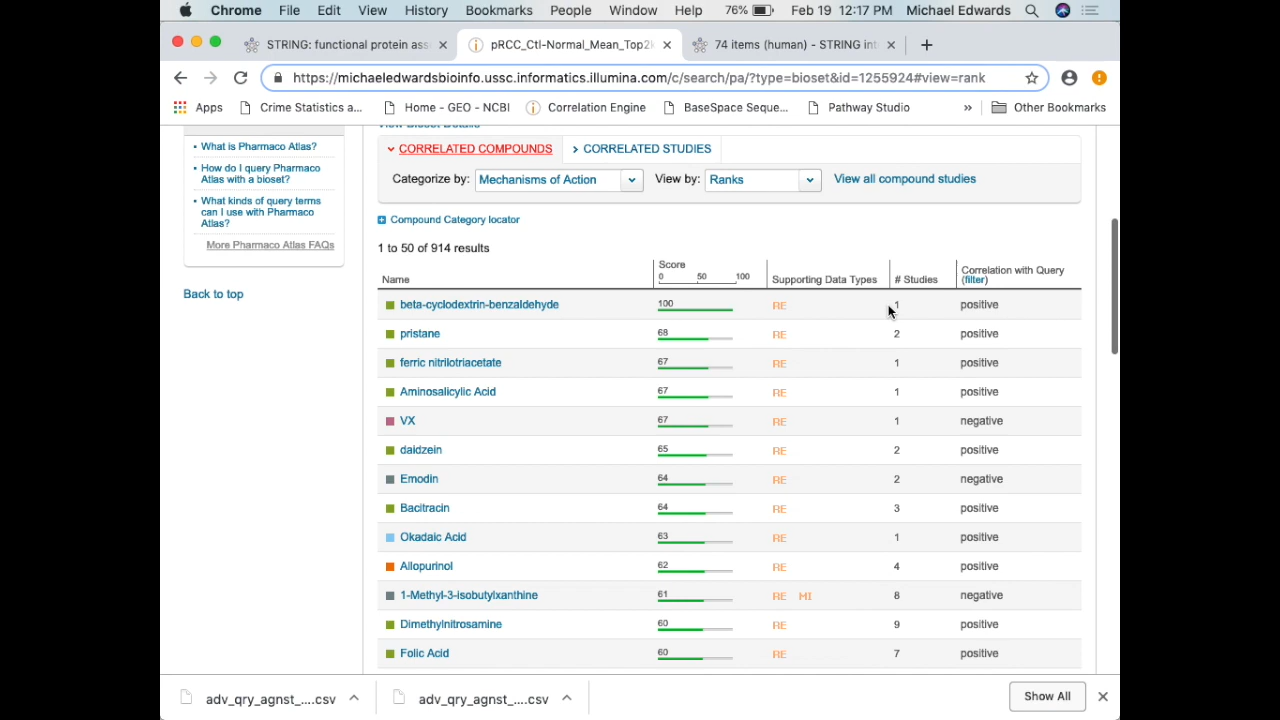 Chrome File Edit View History Bookmarks People Window Help 76% Feb 19 12:17 PM Michael Edwards
STRING: functional protein ass pRCC_Ctl-Normal_Mean_Top2 74 items (human) - STRING int
https://michaeledwardsbioinfo.ussc.informatics.illumina.com/c/search/pa/?type=bioset&id=1255924#view=rank
Apps Crime Statistics a... Home - GEO - NCBI Correlation Engine BaseSpace Seque... Pathway Studio » Other Bookmarks
View Bioset Details
What is Pharmaco Atlas?
How do I query Pharmaco
Atlas with a bioset?
What kinds of query terms
can I use with Pharmaco
Atlas?
More Pharmaco Atlas FAQs
Back to top
CORRELATED COMPOUNDS CORRELATED STUDIES
Categorize by: Mechanisms of Action View by: Ranks View all compound studies
Compound Category locator
1 to 50 of 914 results
Name Score 0 50 100 Supporting Data Types # Studies Correlation with Query (filter)
beta-cyclodextrin-benzaldehyde 100 RE 1 positive
pristane 68 RE 2 positive
ferric nitrilotriacetate 67 RE 1 positive
Aminosalicylic Acid 67 RE 1 positive
VX 67 RE 1 negative
daidzein 65 RE 2 positive
Emodin 64 RE 2 negative
Bacitracin 64 RE 3 positive
Okadaic Acid 63 RE 1 positive
Allopurinol 62 RE 4 positive
1-Methyl-3-isobutylxanthine 61 RE MI 8 negative
Dimethylnitrosamine 60 RE 9 positive
Folic Acid 60 RE 7 positive
adv_qry_agnst_....csv adv_qry_agnst_....csv Show All